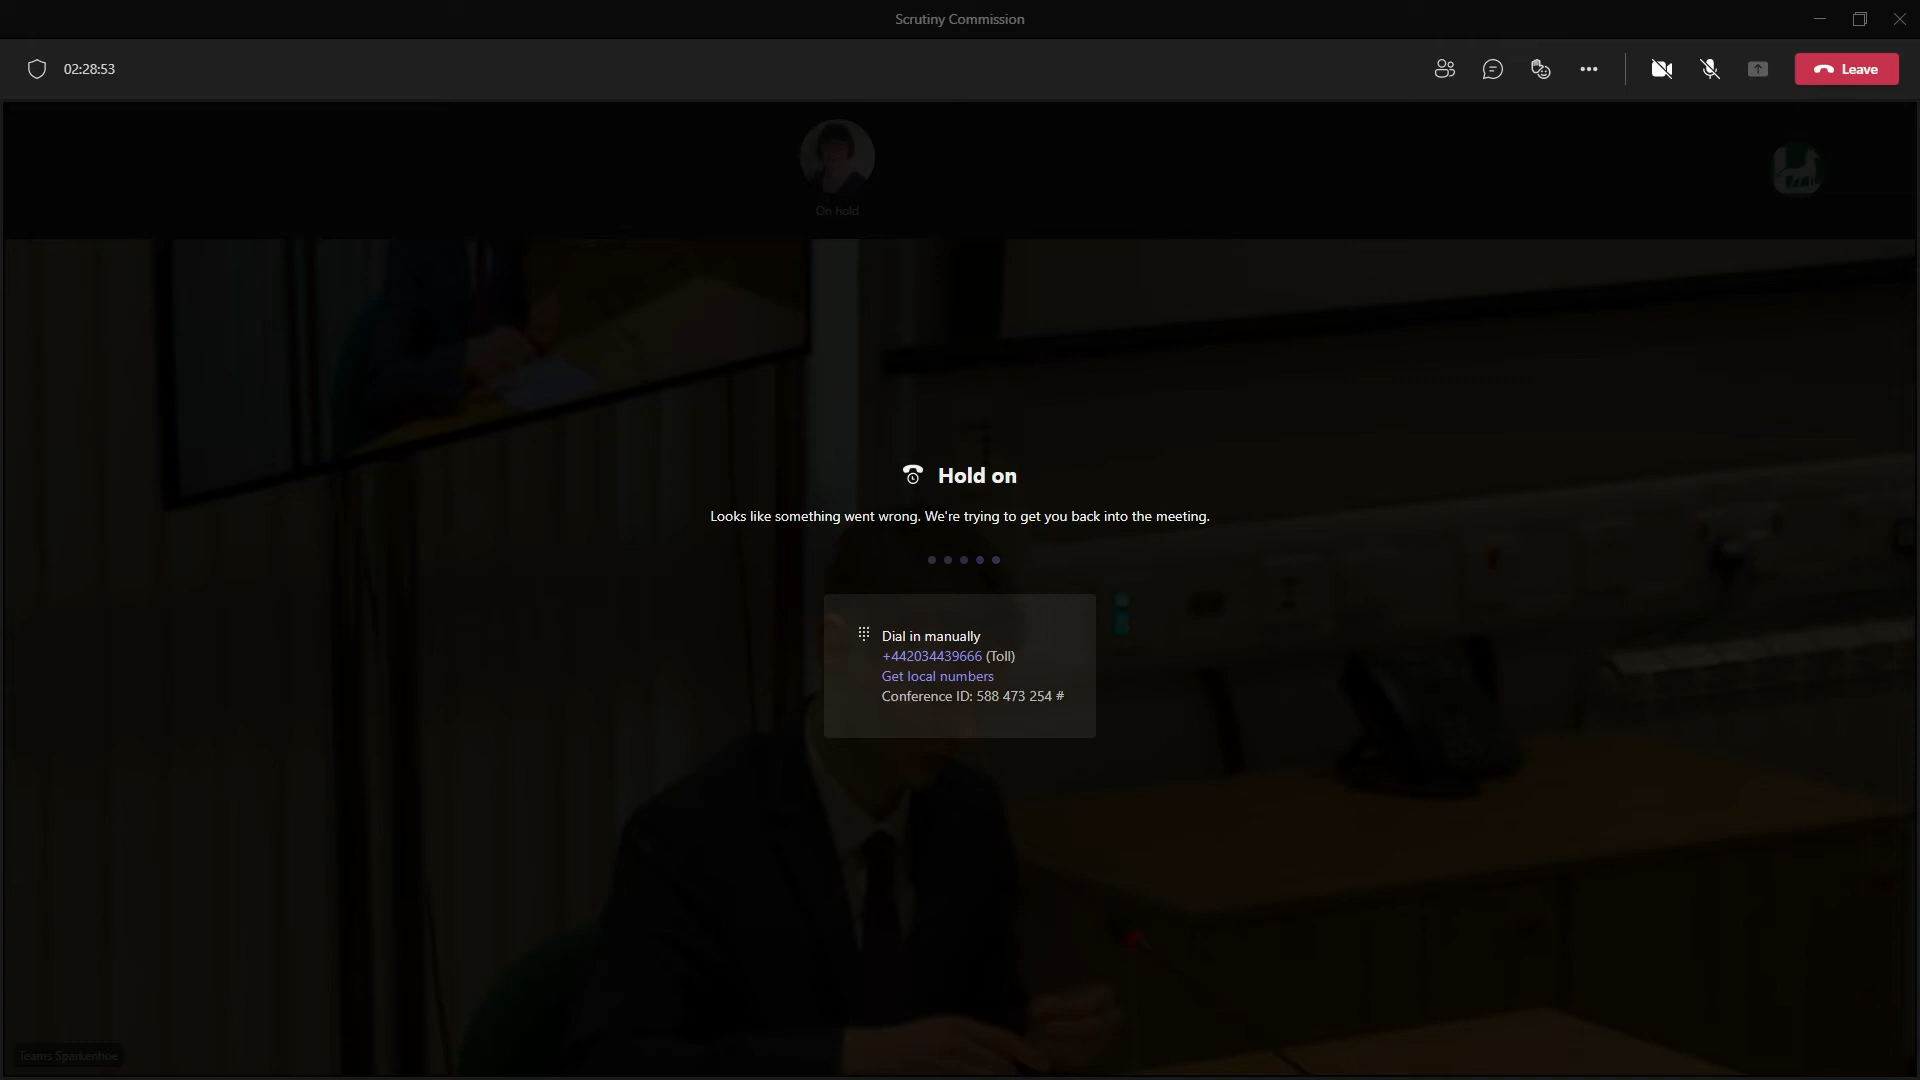 Scrutiny Commission
02:28:53
Leave
On hold
Hold on
Looks like something went wrong. We're trying to get you back into the meeting.
Dial in manually
+442034439666 (Toll)
Get local numbers
Conference ID: 588 473 254 #
Teams Sparkenhoe